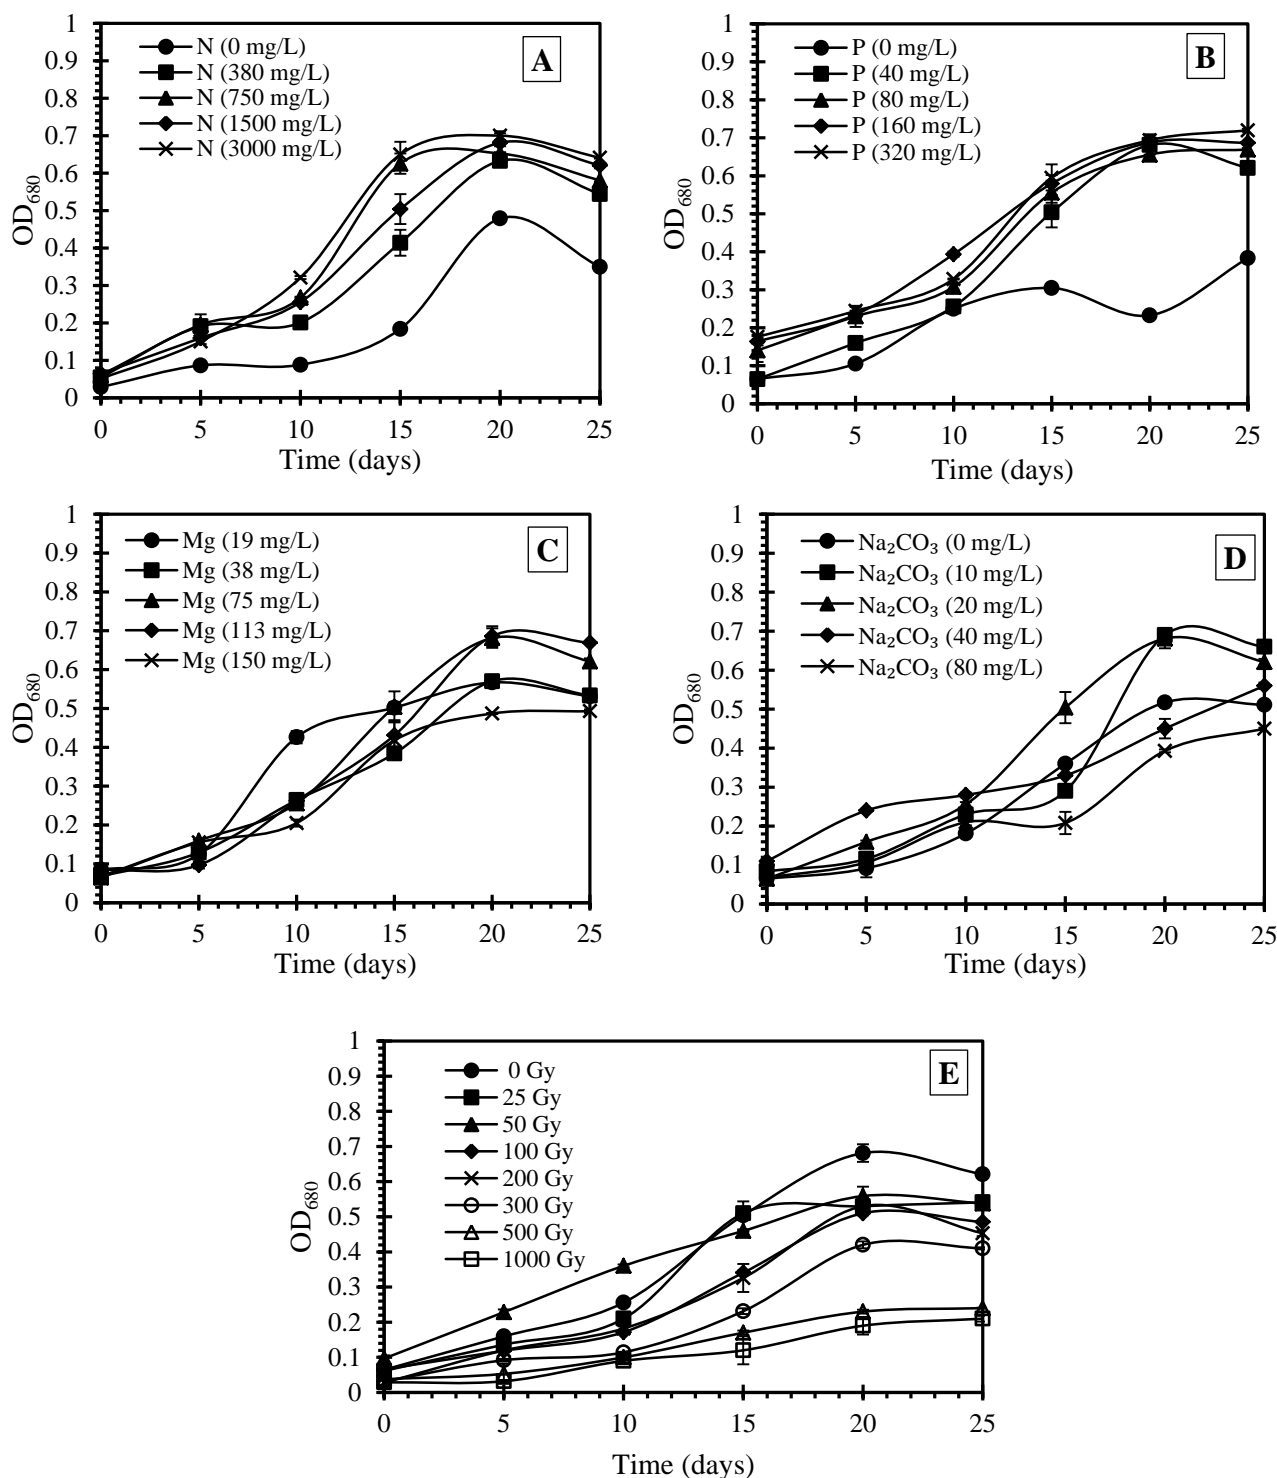 A
N (0 mg/L)
N (380 mg/L)
N (750 mg/L)
N (1500 mg/L)
N (3000 mg/L)
1
0.9
0.8
0.7
0.6
0.5
0.4
0.3
0.2
0.1
0
OD680
0 5 10 15 20 25
Time (days)
B
P (0 mg/L)
P (40 mg/L)
P (80 mg/L)
P (160 mg/L)
P (320 mg/L)
1
0.9
0.8
0.7
0.6
0.5
0.4
0.3
0.2
0.1
0
OD680
0 5 10 15 20 25
Time (days)
C
Mg (19 mg/L)
Mg (38 mg/L)
Mg (75 mg/L)
Mg (113 mg/L)
Mg (150 mg/L)
1
0.9
0.8
0.7
0.6
0.5
0.4
0.3
0.2
0.1
0
OD680
0 5 10 15 20 25
Time (days)
D
Na₂CO₃ (0 mg/L)
Na₂CO₃ (10 mg/L)
Na₂CO₃ (20 mg/L)
Na₂CO₃ (40 mg/L)
Na₂CO₃ (80 mg/L)
1
0.9
0.8
0.7
0.6
0.5
0.4
0.3
0.2
0.1
0
OD680
0 5 10 15 20 25
Time (days)
E
0 Gy
25 Gy
50 Gy
100 Gy
200 Gy
300 Gy
500 Gy
1000 Gy
1
0.9
0.8
0.7
0.6
0.5
0.4
0.3
0.2
0.1
0
OD680
0 5 10 15 20 25
Time (days)